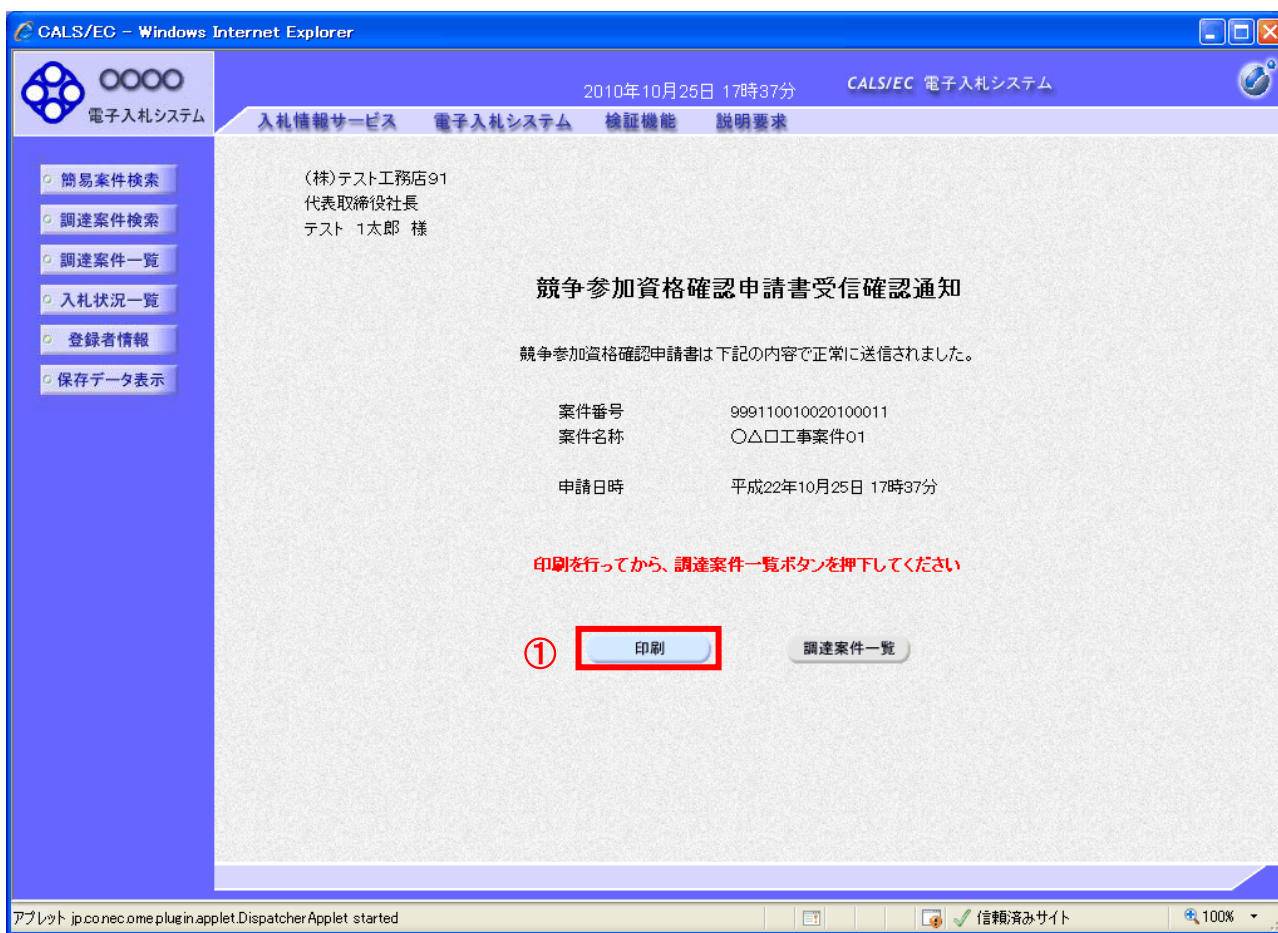 CALS/EC - Windows Internet Explorer
〇〇〇〇
電子入札システム
2010年10月25日 17時37分
CALS/EC 電子入札システム
入札情報サービス 電子入札システム 検証機能 説明要求
簡易案件検索
調達案件検索
調達案件一覧
入札状況一覧
登録者情報
保存データ表示
(株)テスト工務店91
代表取締役社長
テスト 1太郎 様
競争参加資格確認申請書受信確認通知
競争参加資格確認申請書は下記の内容で正常に送信されました。
案件番号 999110010020100011
案件名称 〇△口工事案件01
申請日時 平成22年10月25日 17時37分
印刷を行ってから、調達案件一覧ボタンを押下してください
① 印刷 調達案件一覧
アプレット jp.co.nec.ome.plugin.applet.DispatcherApplet started 信頼済みサイト 100%